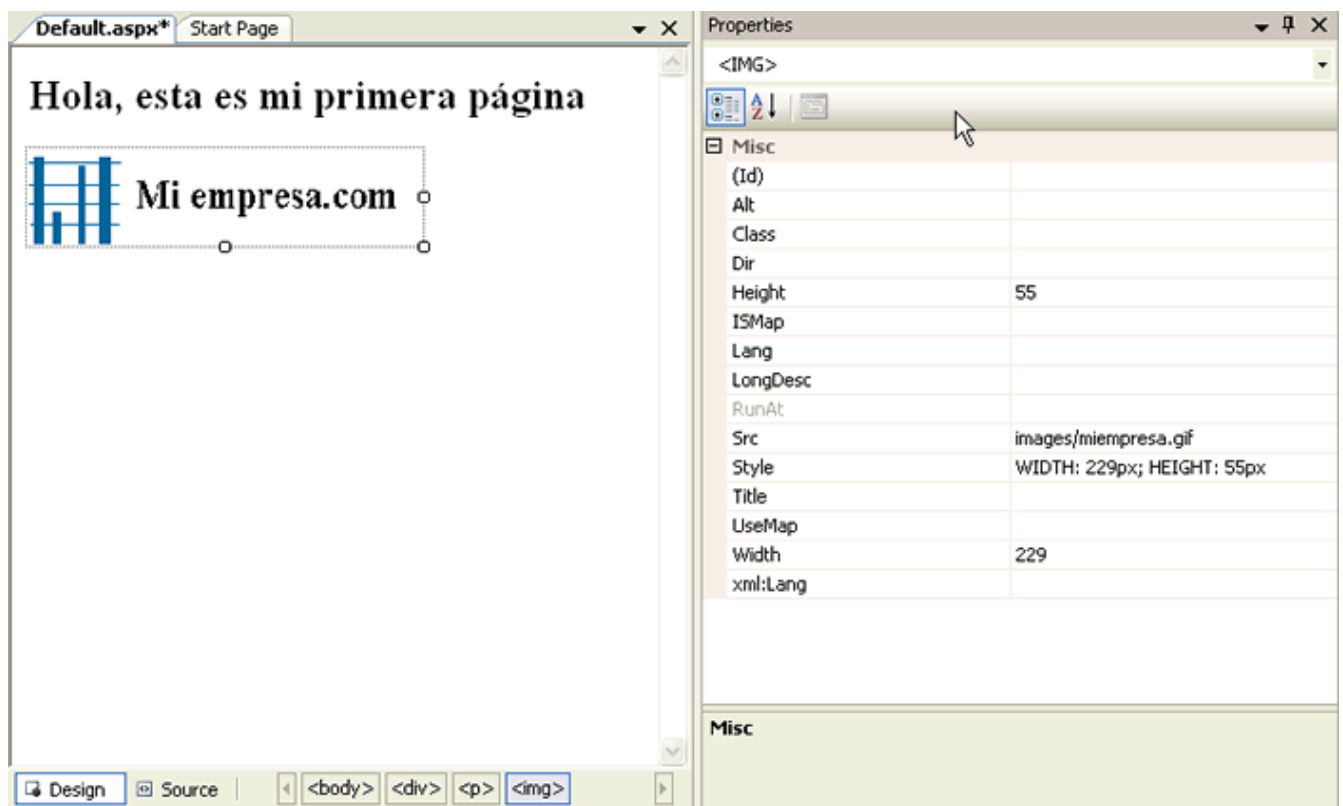 Default.aspx* Start Page
Hola, esta es mi primera página
Mi empresa.com
Design Source <body> <div> <p> <img>
Properties
<IMG>
Misc
(Id)
Alt
Class
Dir
Height 55
ISMap
Lang
LongDesc
RunAt
Src images/miempresa.gif
Style WIDTH: 229px; HEIGHT: 55px
Title
UseMap
Width 229
xml:Lang
Misc